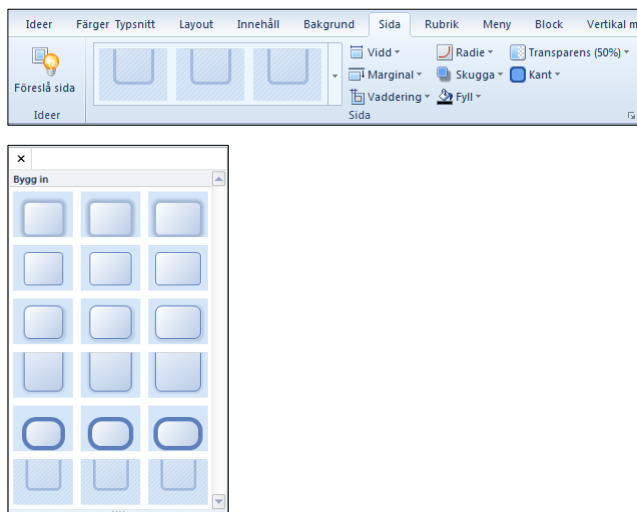 Ideer Färger Typsnitt Layout Innehåll Bakgrund Sida Rubrik Meny Block Vertikal m
Vidd Radie Transparens (50%)
Marginal Skugga Kant
Föreslå sida
Vaddering Fyll
Ideer Sida
Bygg in